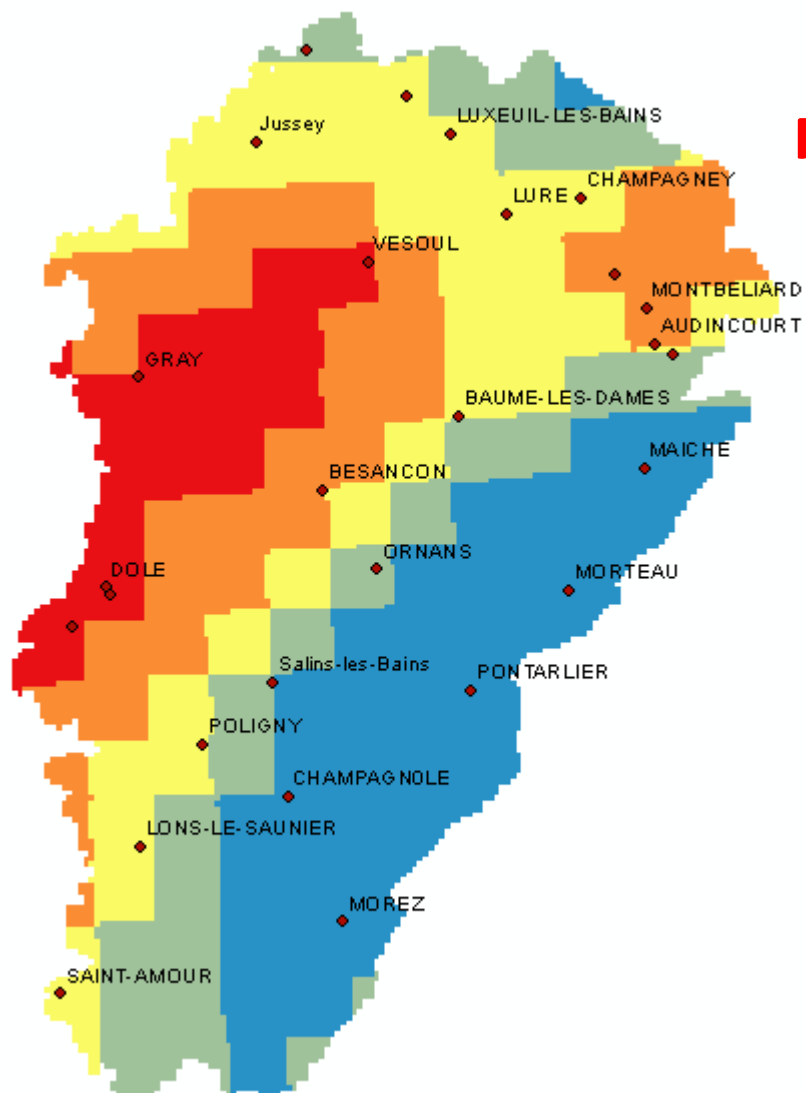 LUXEUIL-LES-BAINS
Jussey
CHAMPAGNEY
LURE
VESOUL
MONTBELIARD
AUDINCOURT
GRAY
BAUME-LES-DAMES
MAICHE
BESANCON
ORNANS
DOLE
MORTEAU
Salins-les-Bains
PONTARLIER
POLIGNY
CHAMPAGNOLE
LONS-LE-SAUNIER
MOREZ
SAINT-AMOUR